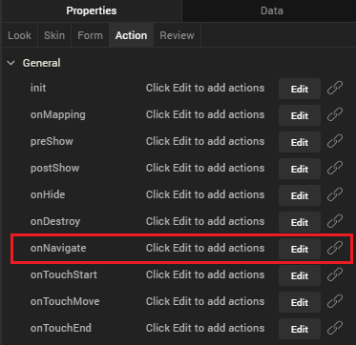 Properties Data
Look Skin Form Action Review
General
init Click Edit to add actions Edit
onMapping Click Edit to add actions Edit
preShow Click Edit to add actions Edit
postShow Click Edit to add actions Edit
onHide Click Edit to add actions Edit
onDestroy Click Edit to add actions Edit
onNavigate Click Edit to add actions Edit
onTouchStart Click Edit to add actions Edit
onTouchMove Click Edit to add actions Edit
onTouchEnd Click Edit to add actions Edit